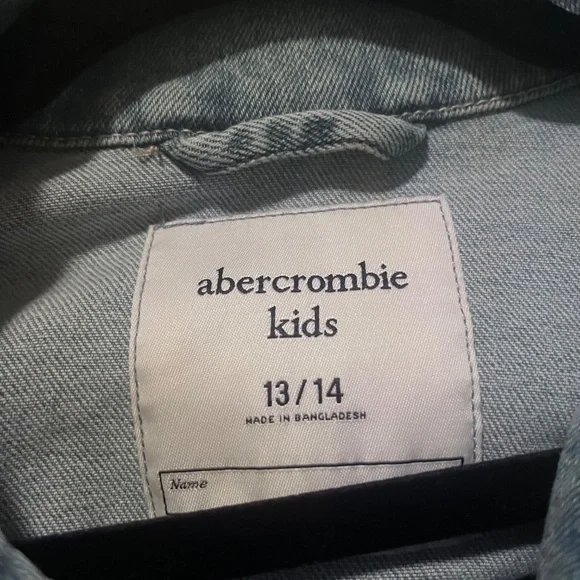 abercrombie
kids
13/14
MADE IN BANGLADESH
Name